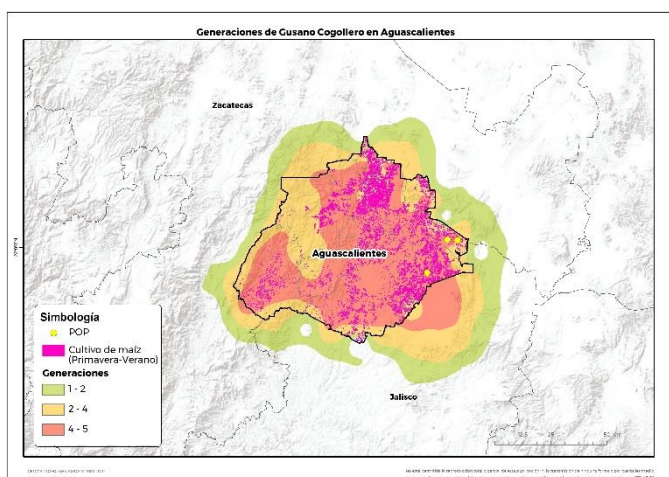 Generaciones de Gusano Cogollero en Aguascalientes
Zacatecas
Aguascalientes
Simbología
POP
Cultivo de maíz
(Primavera-Verano)
Generaciones
1 - 2
2 - 4
4 - 5
Jalisco